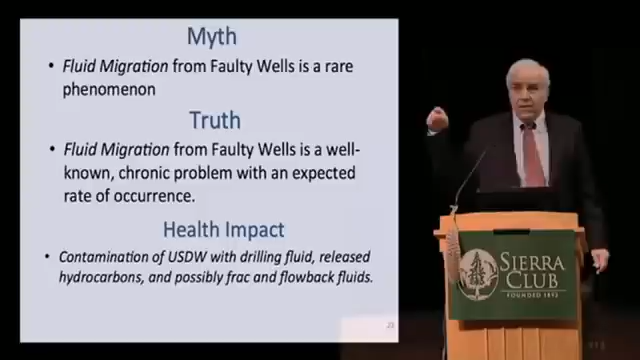 Myth
• Fluid Migration from Faulty Wells is a rare
phenomenon
Truth
• Fluid Migration from Faulty Wells is a well-
known, chronic problem with an expected
rate of occurrence.
Health Impact
• Contamination of USDW with drilling fluid, released
hydrocarbons, and possibly frac and flowback fluids.
23
SIERRA
CLUB
FOUNDED 1892